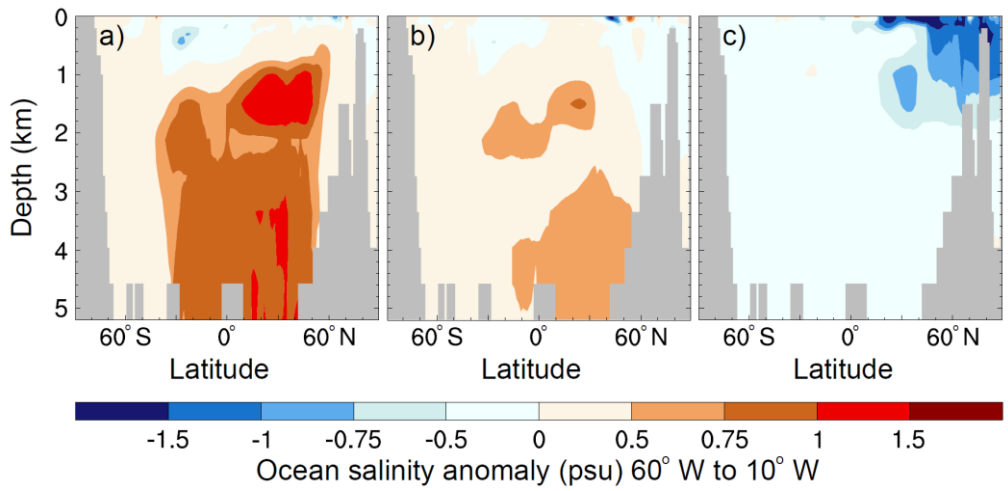 a) b) c)
0
1
2
3
4
5
Depth (km)
60° S 0° 60° N 60° S 0° 60° N 60° S 0° 60° N
Latitude Latitude Latitude
-1.5 -1 -0.75 -0.5 0 0.5 0.75 1 1.5
Ocean salinity anomaly (psu) 60° W to 10° W